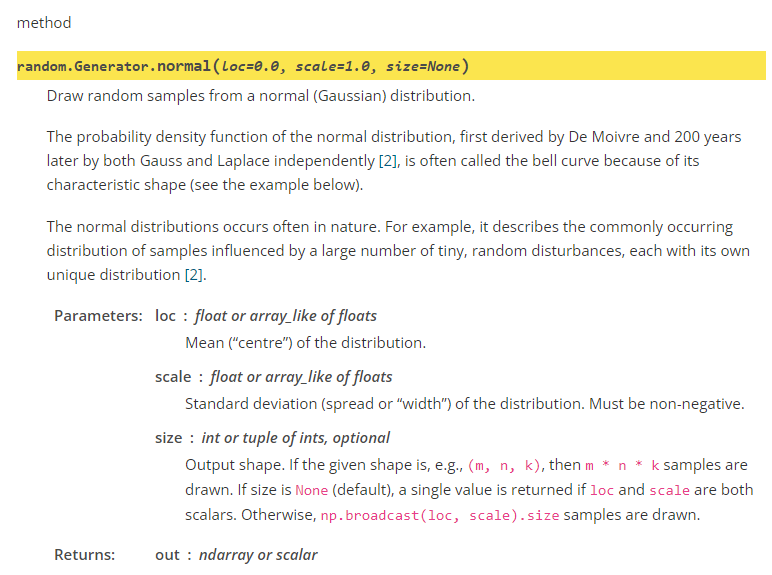 method
random.Generator.normal(loc=0.0, scale=1.0, size=None)
Draw random samples from a normal (Gaussian) distribution.
The probability density function of the normal distribution, first derived by De Moivre and 200 years
later by both Gauss and Laplace independently [2], is often called the bell curve because of its
characteristic shape (see the example below).
The normal distributions occurs often in nature. For example, it describes the commonly occurring
distribution of samples influenced by a large number of tiny, random disturbances, each with its own
unique distribution [2].
Parameters: loc : float or array_like of floats
Mean (“centre”) of the distribution.
scale : float or array_like of floats
Standard deviation (spread or “width”) of the distribution. Must be non-negative.
size : int or tuple of ints, optional
Output shape. If the given shape is, e.g., (m, n, k), then m * n * k samples are
drawn. If size is None (default), a single value is returned if loc and scale are both
scalars. Otherwise, np.broadcast(loc, scale).size samples are drawn.
Returns: out : ndarray or scalar